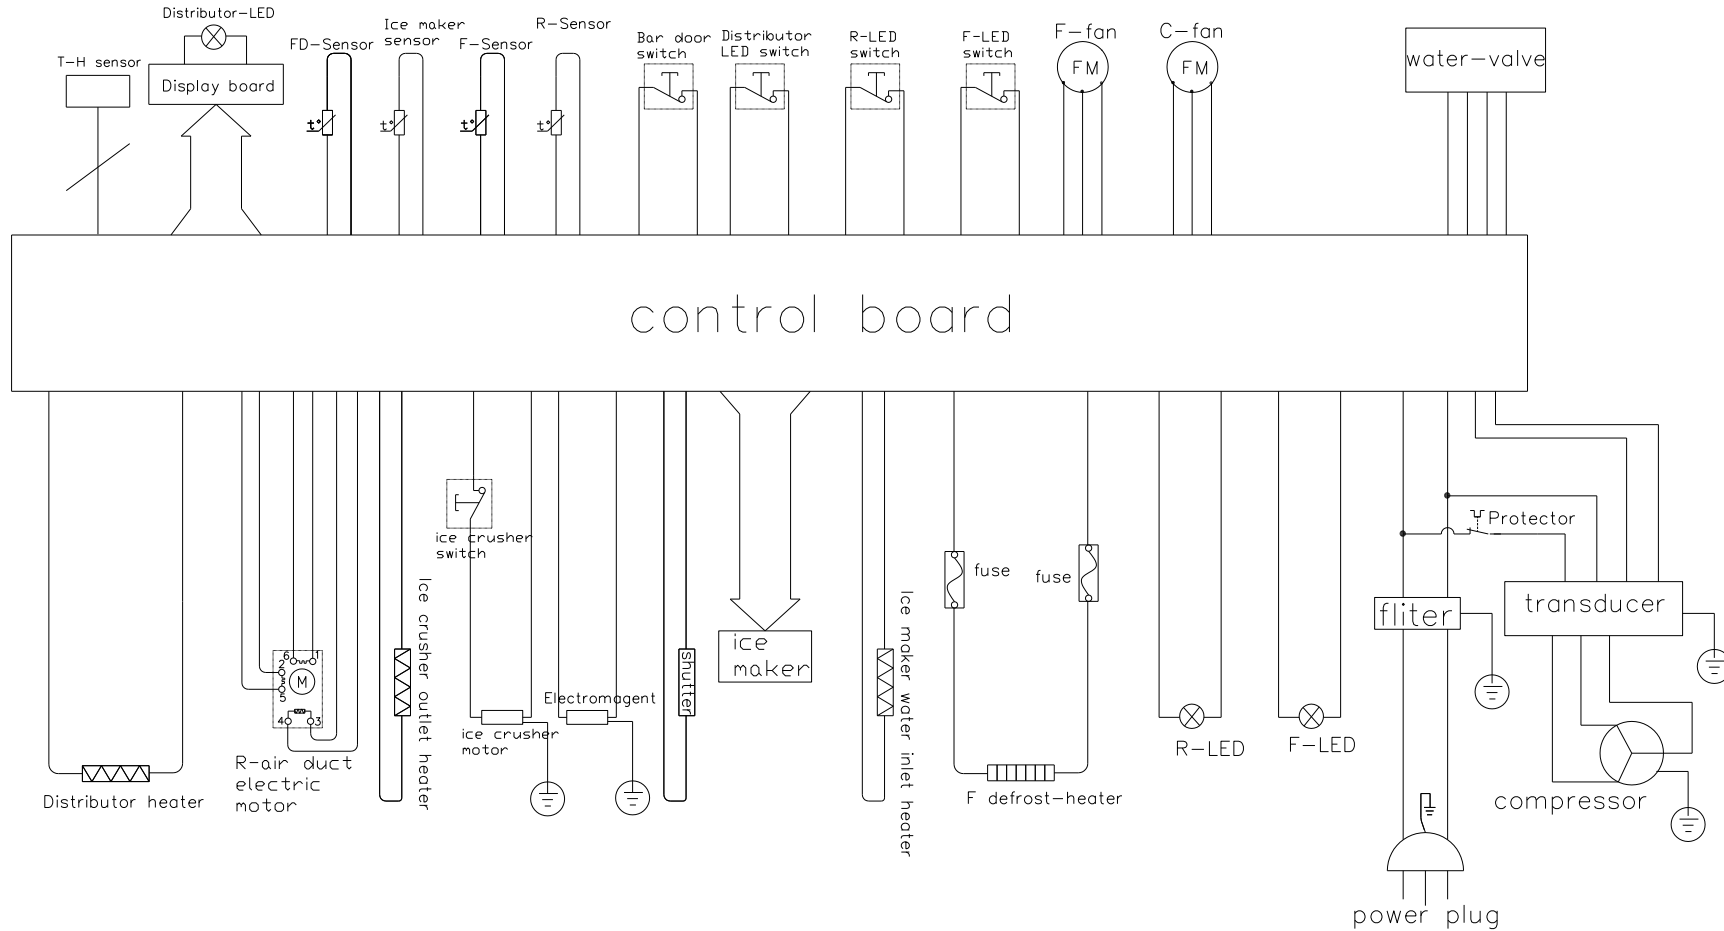 Distributor-LED
T-H sensor
Display board
FD-Sensor
Ice maker
sensor
F-Sensor
R-Sensor
Bar door
switch
Distributor
LED switch
R-LED
switch
F-LED
switch
F-fan
C-fan
FM
FM
water-valve
t°
t°
t°
t°
control board
ice crusher
switch
Ice crusher outlet heater
6
1
2
3
5
M
4
3
R-air duct
electric
motor
Distributor heater
ice crusher
motor
Electromagent
shutter
ice
maker
Ice maker water inlet heater
fuse
fuse
F defrost-heater
R-LED
F-LED
Protector
fliter
transducer
compressor
power plug